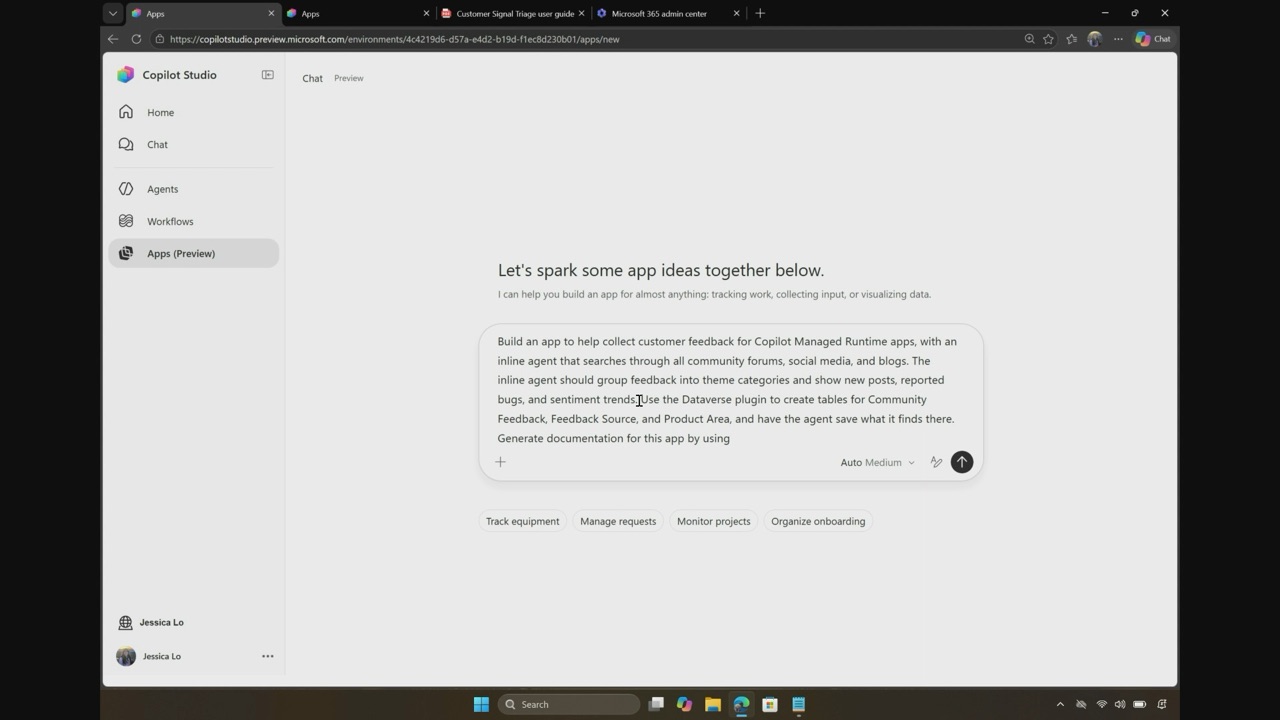 Apps
Apps
Customer Signal Triage user guide
Microsoft 365 admin center
https://copilotstudio.preview.microsoft.com/environments/4c4219d6-d57a-e4d2-b19d-f1ec8d230b01/apps/new
Chat
Copilot Studio
Home
Chat
Agents
Workflows
Apps (Preview)
Jessica Lo
Jessica Lo
Chat Preview
Let's spark some app ideas together below.
I can help you build an app for almost anything: tracking work, collecting input, or visualizing data.
Build an app to help collect customer feedback for Copilot Managed Runtime apps, with an
inline agent that searches through all community forums, social media, and blogs. The
inline agent should group feedback into theme categories and show new posts, reported
bugs, and sentiment trends. Use the Dataverse plugin to create tables for Community
Feedback, Feedback Source, and Product Area, and have the agent save what it finds there.
Generate documentation for this app by using
Auto Medium
Track equipment
Manage requests
Monitor projects
Organize onboarding
Search